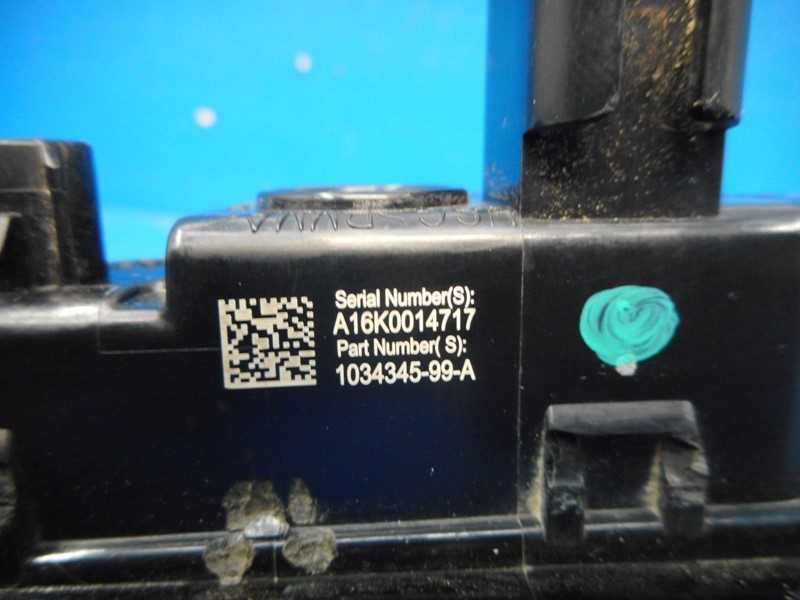 Serial Number(S):
A16K0014717
Part Number( S):
1034345-99-A